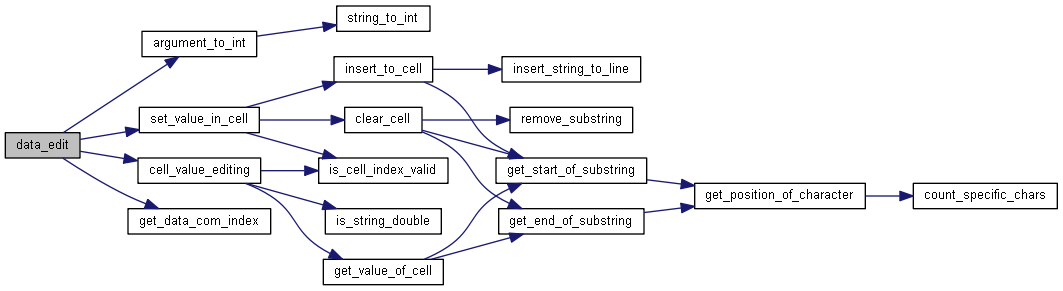 string_to_int
argument_to_int
insert_to_cell
insert_string_to_line
set_value_in_cell
clear_cell
remove_substring
data_edit
cell_value_editing
is_cell_index_valid
get_start_of_substring
get_position_of_character
count_specific_chars
get_data_com_index
is_string_double
get_end_of_substring
get_value_of_cell